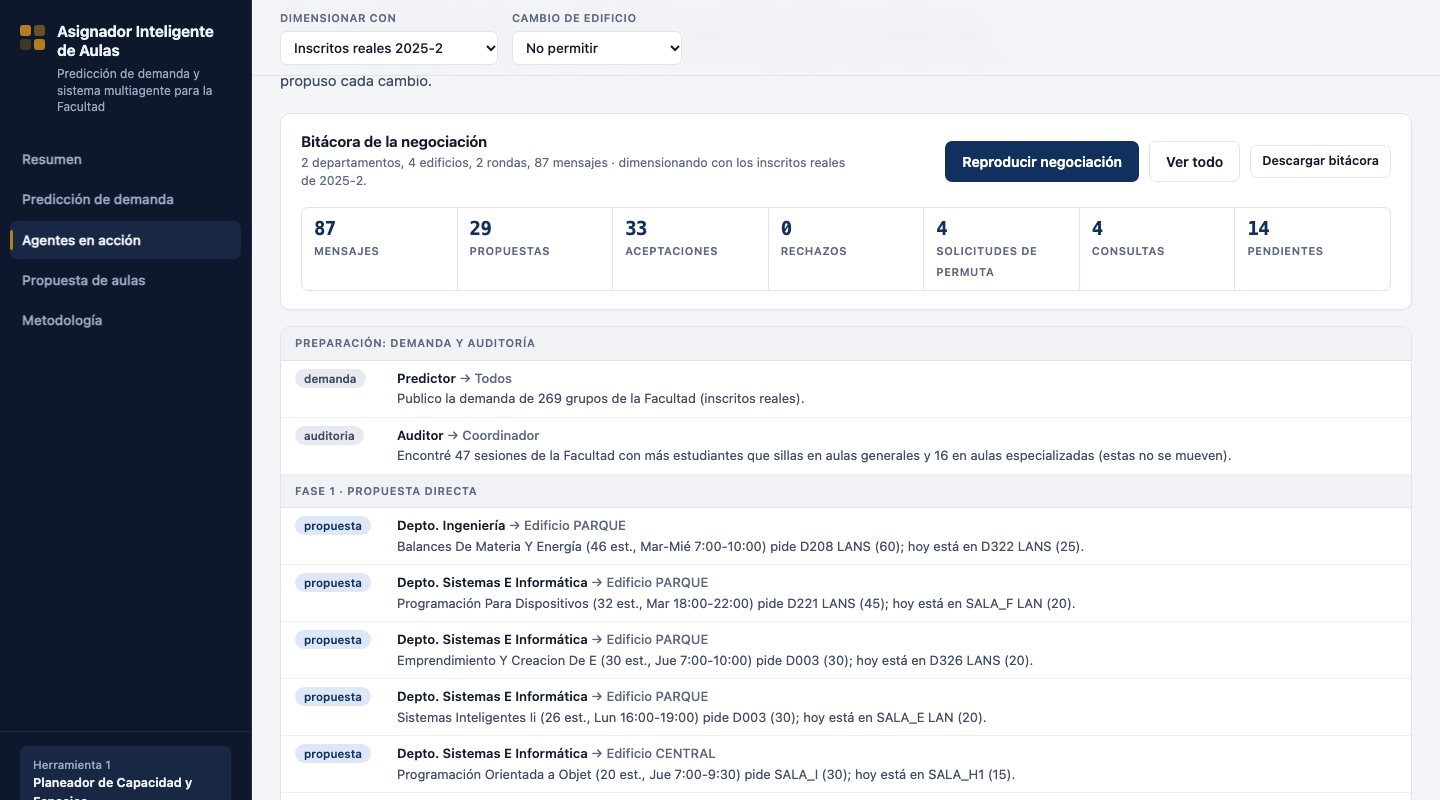 Asignador Inteligente
de Aulas
Predicción de demanda y
sistema multiagente para la
Facultad
Resumen
Predicción de demanda
Agentes en acción
Propuesta de aulas
Metodología
Herramienta 1
Planeador de Capacidad y
DIMENSIONAR CON
Inscritos reales 2025-2
CAMBIO DE EDIFICIO
No permitir
propuso cada cambio.
Bitácora de la negociación
2 departamentos, 4 edificios, 2 rondas, 87 mensajes · dimensionando con los inscritos reales
de 2025-2.
Reproducir negociación
Ver todo
Descargar bitácora
87
MENSAJES
29
PROPUESTAS
33
ACEPTACIONES
0
RECHAZOS
4
SOLICITUDES DE
PERMUTA
4
CONSULTAS
14
PENDIENTES
PREPARACIÓN: DEMANDA Y AUDITORÍA
demanda
Predictor → Todos
Publico la demanda de 269 grupos de la Facultad (inscritos reales).
auditoria
Auditor → Coordinador
Encontré 47 sesiones de la Facultad con más estudiantes que sillas en aulas generales y 16 en aulas especializadas (estas no se mueven).
FASE 1 · PROPUESTA DIRECTA
propuesta
Depto. Ingeniería → Edificio PARQUE
Balances De Materia Y Energía (46 est., Mar-Mié 7:00-10:00) pide D208 LANS (60); hoy está en D322 LANS (25).
propuesta
Depto. Sistemas E Informática → Edificio PARQUE
Programación Para Dispositivos (32 est., Mar 18:00-22:00) pide D221 LANS (45); hoy está en SALA_F LAN (20).
propuesta
Depto. Sistemas E Informática → Edificio PARQUE
Emprendimiento Y Creacion De E (30 est., Jue 7:00-10:00) pide D003 (30); hoy está en D326 LANS (20).
propuesta
Depto. Sistemas E Informática → Edificio PARQUE
Sistemas Inteligentes Ii (26 est., Lun 16:00-19:00) pide D003 (30); hoy está en SALA_E LAN (20).
propuesta
Depto. Sistemas E Informática → Edificio CENTRAL
Programación Orientada a Objet (20 est., Jue 7:00-9:30) pide SALA_I (30); hoy está en SALA_H1 (15).